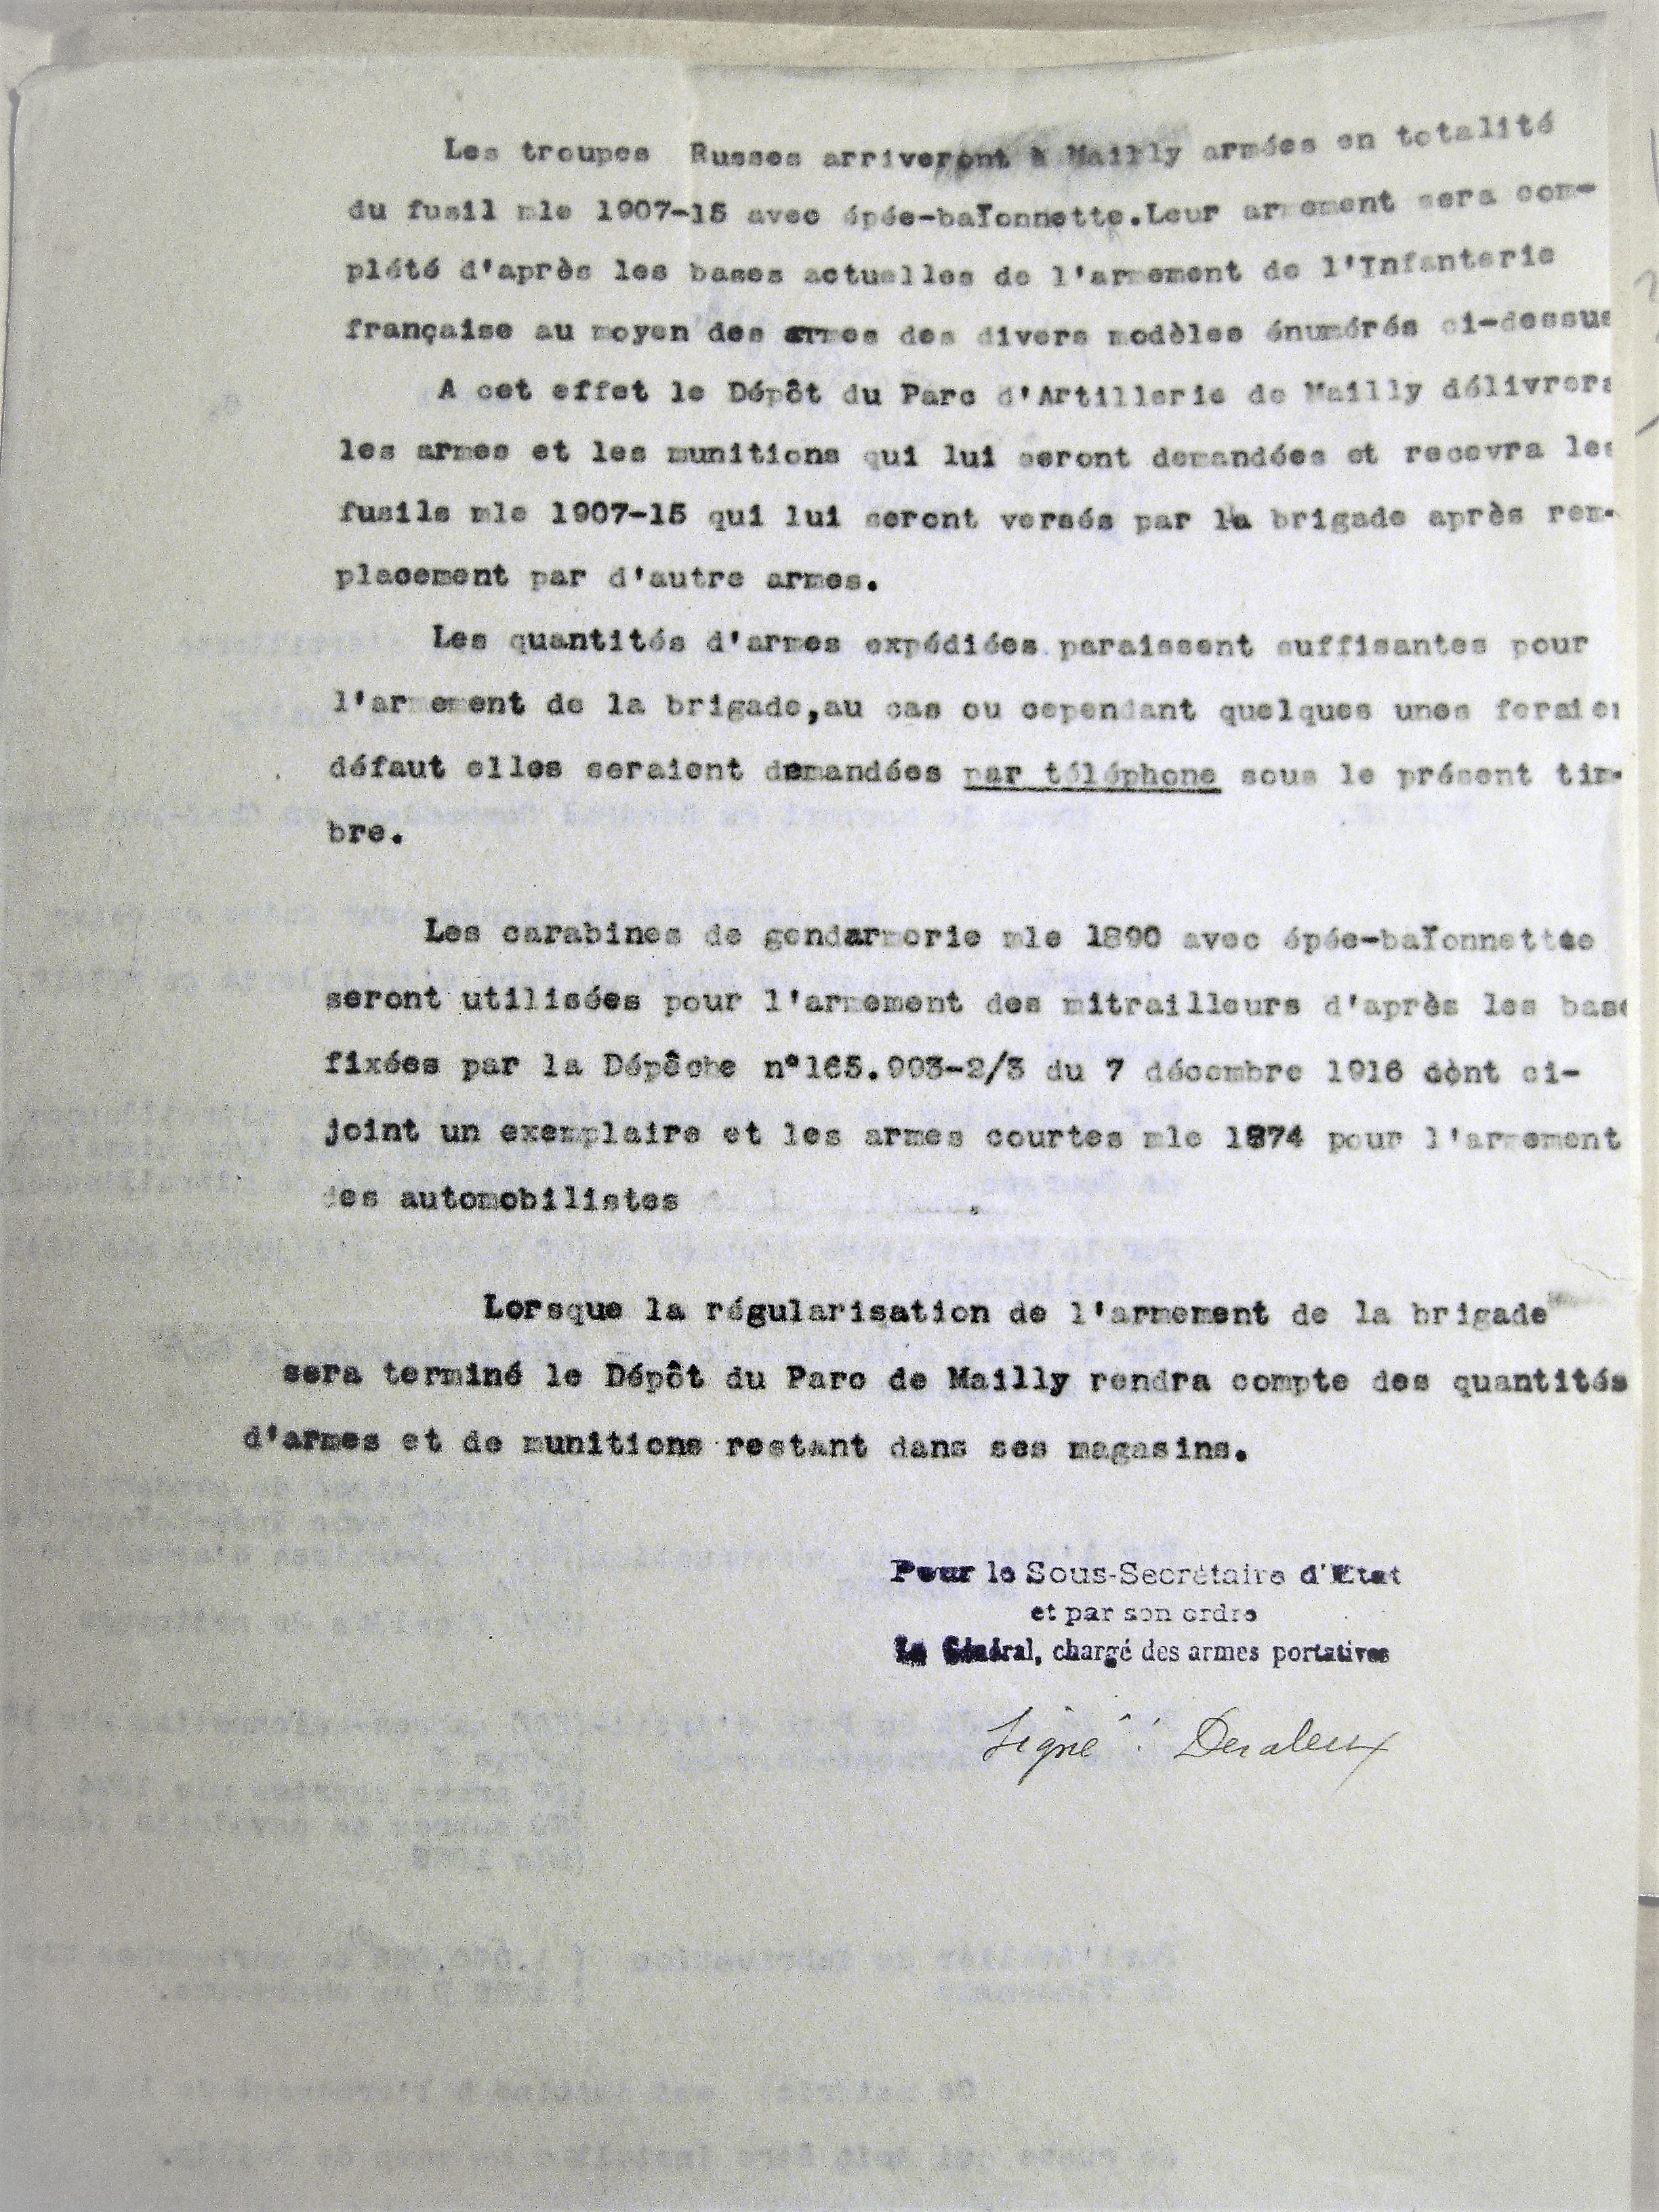 Les troupes Russes arriveront à Mailly armées en totalité
du fusil mle 1907-15 avec épée-baïonnette.Leur armement sera com-
plété d'après les bases actuelles de l'armement de l'Infanterie
française au moyen des armes des divers modèles énumérés ci-dessus
A cet effet le Dépôt du Parc d'Artillerie de Mailly délivrera
les armes et les munitions qui lui seront demandées et recevra les
fusils mle 1907-15 qui lui seront versés par la brigade après rem-
placement par d'autre armes.
Les quantités d'armes expédiées paraissent suffisantes pour
l'armement de la brigade,au cas ou cependant quelques unes feraien
défaut elles seraient demandées par téléphone sous le présent tim-
bre.
Les carabines de gendarmerie mle 1890 avec épée-baïonnettee
seront utilisées pour l'armement des mitrailleurs d'après les base
fixées par la Dépêche n°165.903-2/3 du 7 décembre 1916 dont ci-
joint un exemplaire et les armes courtes mle 1874 pour l'armement
des automobilistes
Lorsque la régularisation de l'armement de la brigade
sera terminé le Dépôt du Parc de Mailly rendra compte des quantités
d'armes et de munitions restant dans ses magasins.
Pour le Sous-Secrétaire d'Etat
et par son ordre
Le Général, chargé des armes portatives
Signé :